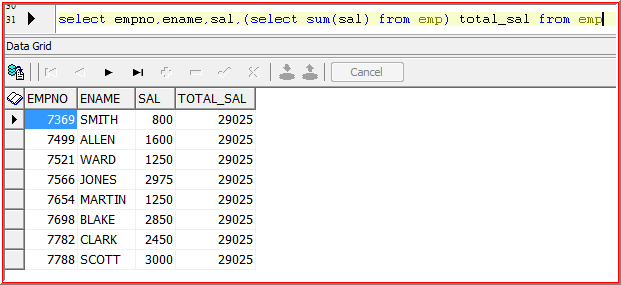 30
31 select empno,ename,sal,(select sum(sal) from emp) total_sal from emp
Data Grid
Cancel
EMPNO ENAME SAL TOTAL_SAL
7369 SMITH 800 29025
7499 ALLEN 1600 29025
7521 WARD 1250 29025
7566 JONES 2975 29025
7654 MARTIN 1250 29025
7698 BLAKE 2850 29025
7782 CLARK 2450 29025
7788 SCOTT 3000 29025